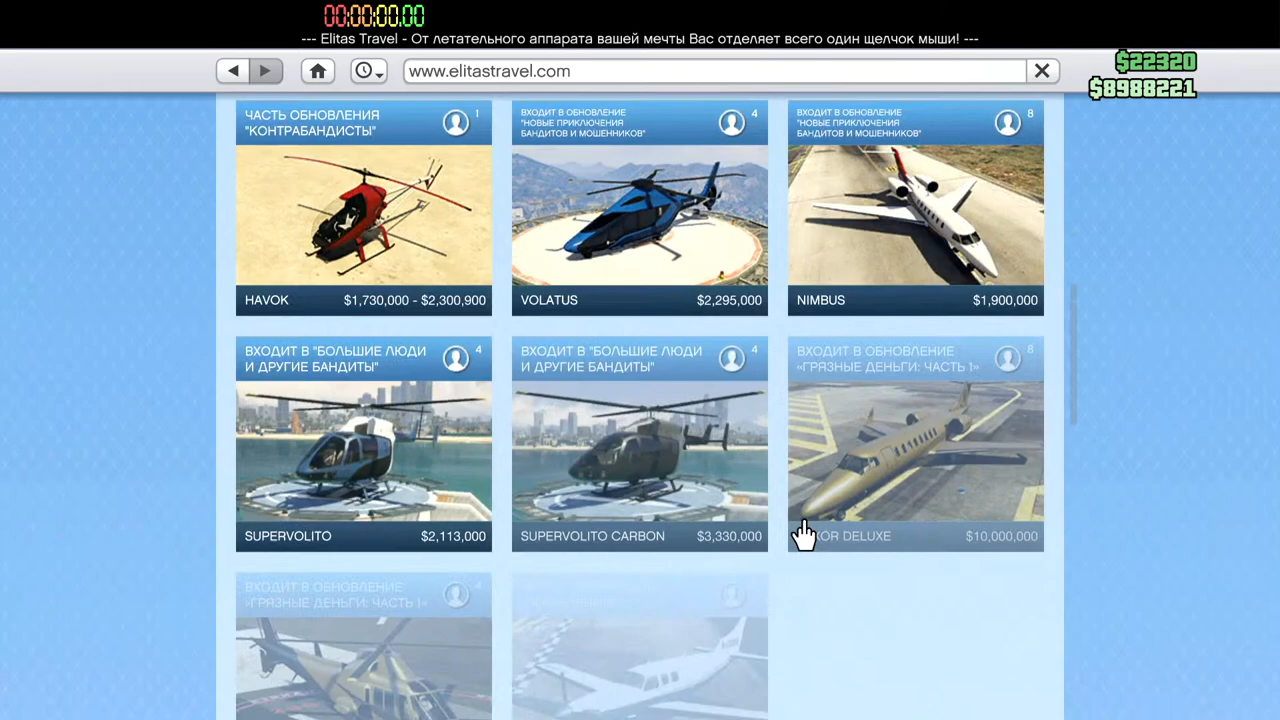 00:00:00.00
--- Elitas Travel - От летательного аппарата вашей мечты Вас отделяет всего один щелчок мыши! ---
www.elitastravel.com
$22320
$8988221
ЧАСТЬ ОБНОВЛЕНИЯ
"КОНТРАБАНДИСТЫ"
1
HAVOK $1,730,000 - $2,300,900
ВХОДИТ В ОБНОВЛЕНИЕ
"НОВЫЕ ПРИКЛЮЧЕНИЯ
БАНДИТОВ И МОШЕННИКОВ"
4
VOLATUS $2,295,000
ВХОДИТ В ОБНОВЛЕНИЕ
"НОВЫЕ ПРИКЛЮЧЕНИЯ
БАНДИТОВ И МОШЕННИКОВ"
8
NIMBUS $1,900,000
ВХОДИТ В "БОЛЬШИЕ ЛЮДИ
И ДРУГИЕ БАНДИТЫ"
4
SUPERVOLITO $2,113,000
ВХОДИТ В "БОЛЬШИЕ ЛЮДИ
И ДРУГИЕ БАНДИТЫ"
4
SUPERVOLITO CARBON $3,330,000
ВХОДИТ В ОБНОВЛЕНИЕ
«ГРЯЗНЫЕ ДЕНЬГИ: ЧАСТЬ 1»
8
DELUXE $10,000,000
ВХОДИТ В ОБНОВЛЕНИЕ
«ГРЯЗНЫЕ ДЕНЬГИ: ЧАСТЬ 1»
4